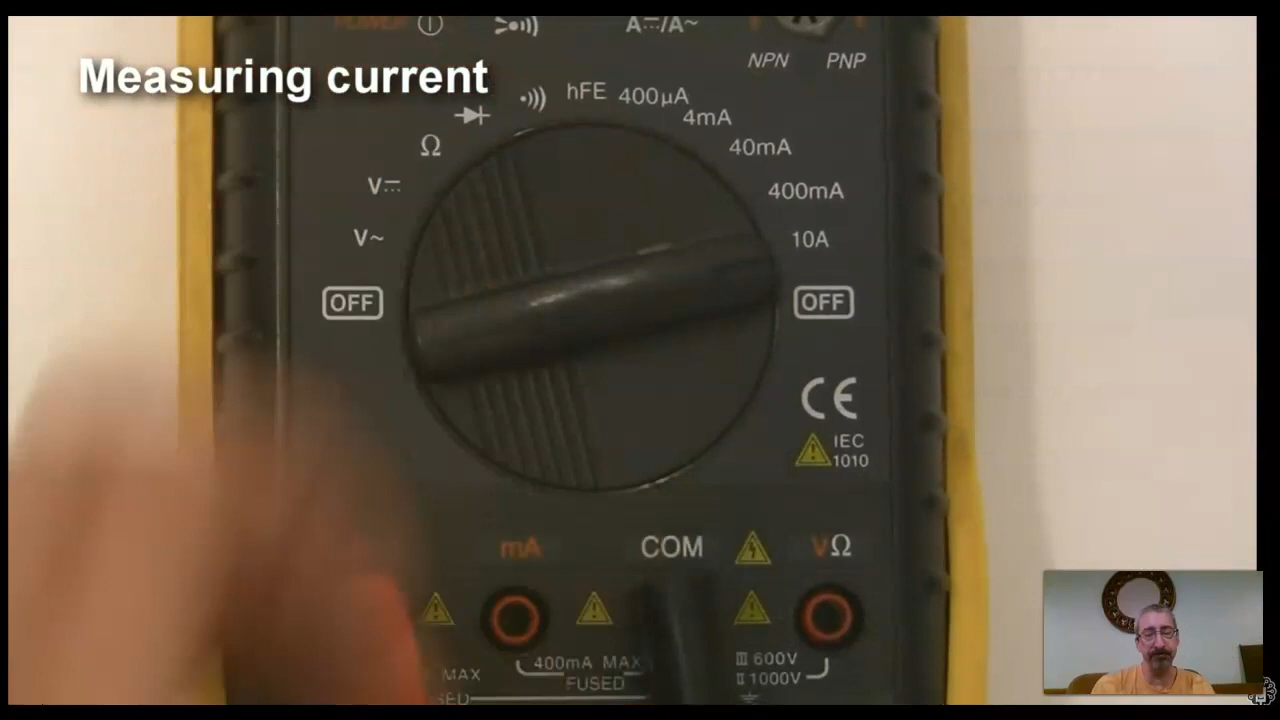 POWER
A⎓/A~
Measuring current
NPN PNP
hFE 400µA
4mA
Ω 40mA
V⎓ 400mA
V~ 10A
OFF OFF
CE
IEC
1010
mA COM VΩ
400mA MAX
FUSED
MAX
III 600V
II 1000V